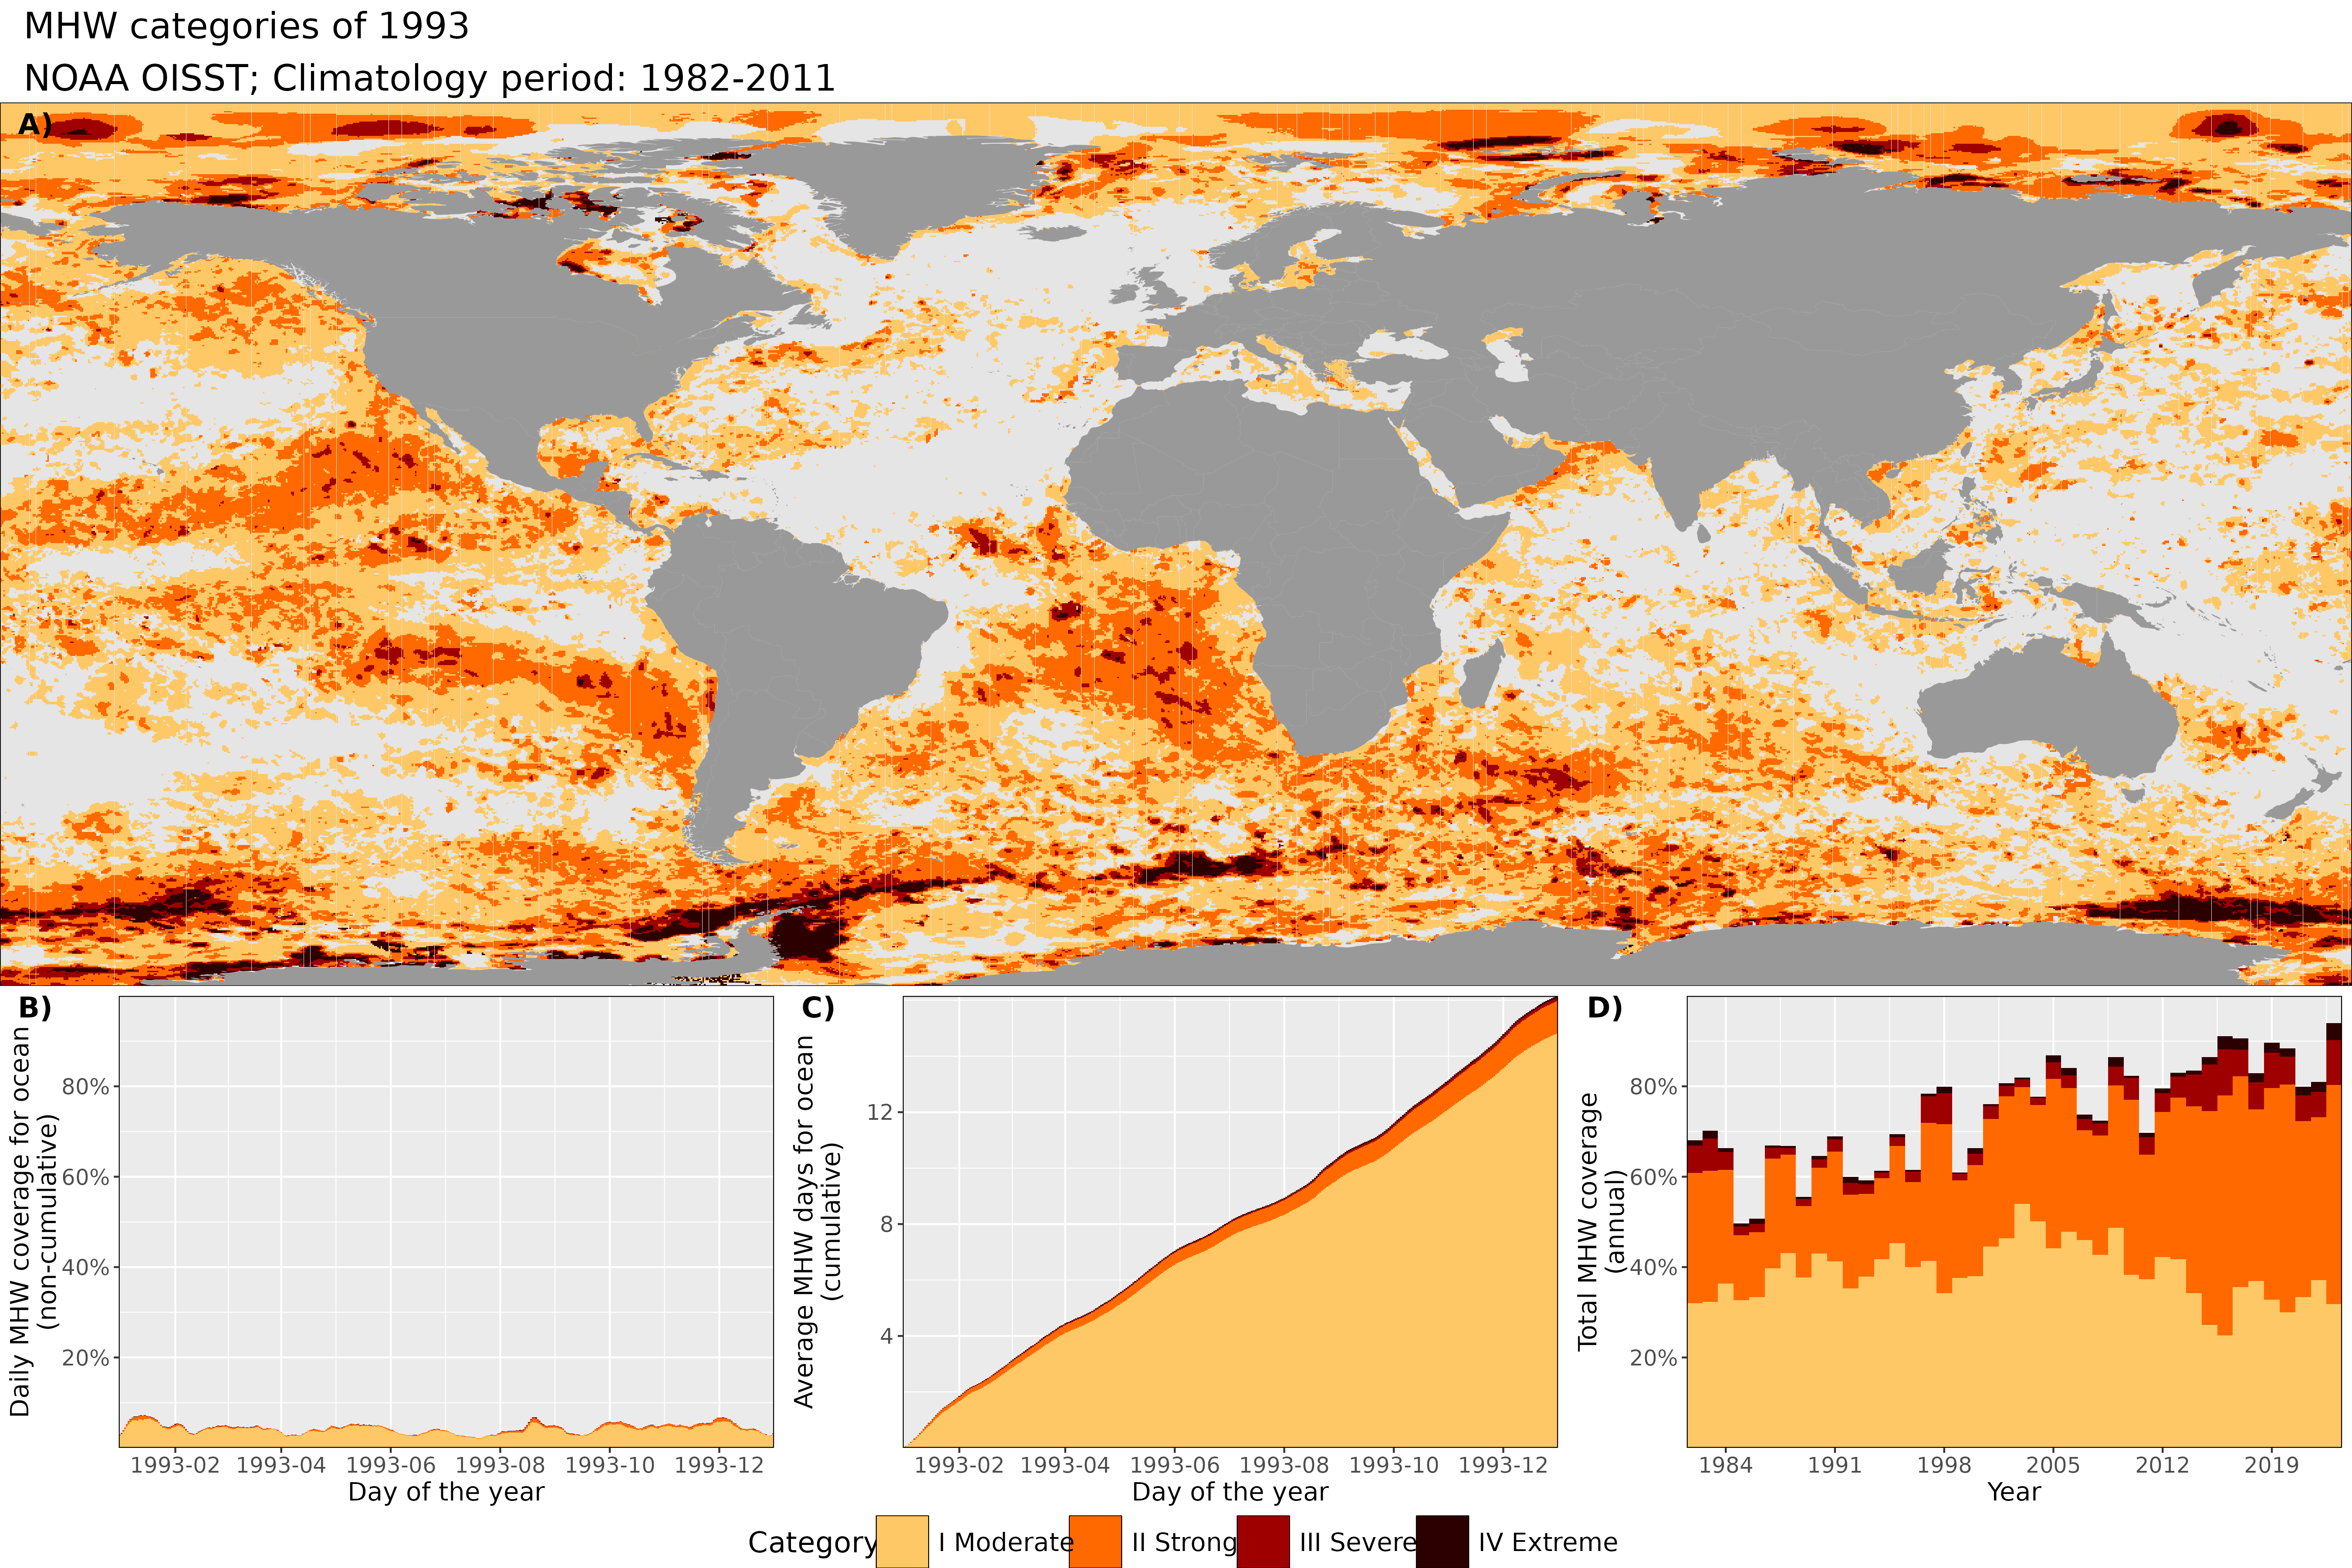 MHW categories of 1993
NOAA OISST; Climatology period: 1982-2011
A)
B)
Daily MHW coverage for ocean
(non-cumulative)
80%
60%
40%
20%
1993-02 1993-04 1993-06 1993-08 1993-10 1993-12
Day of the year
C)
Average MHW days for ocean
(cumulative)
12
8
4
1993-02 1993-04 1993-06 1993-08 1993-10 1993-12
Day of the year
D)
Total MHW coverage
(annual)
80%
60%
40%
20%
1984 1991 1998 2005 2012 2019
Year
Category I Moderate II Strong III Severe IV Extreme